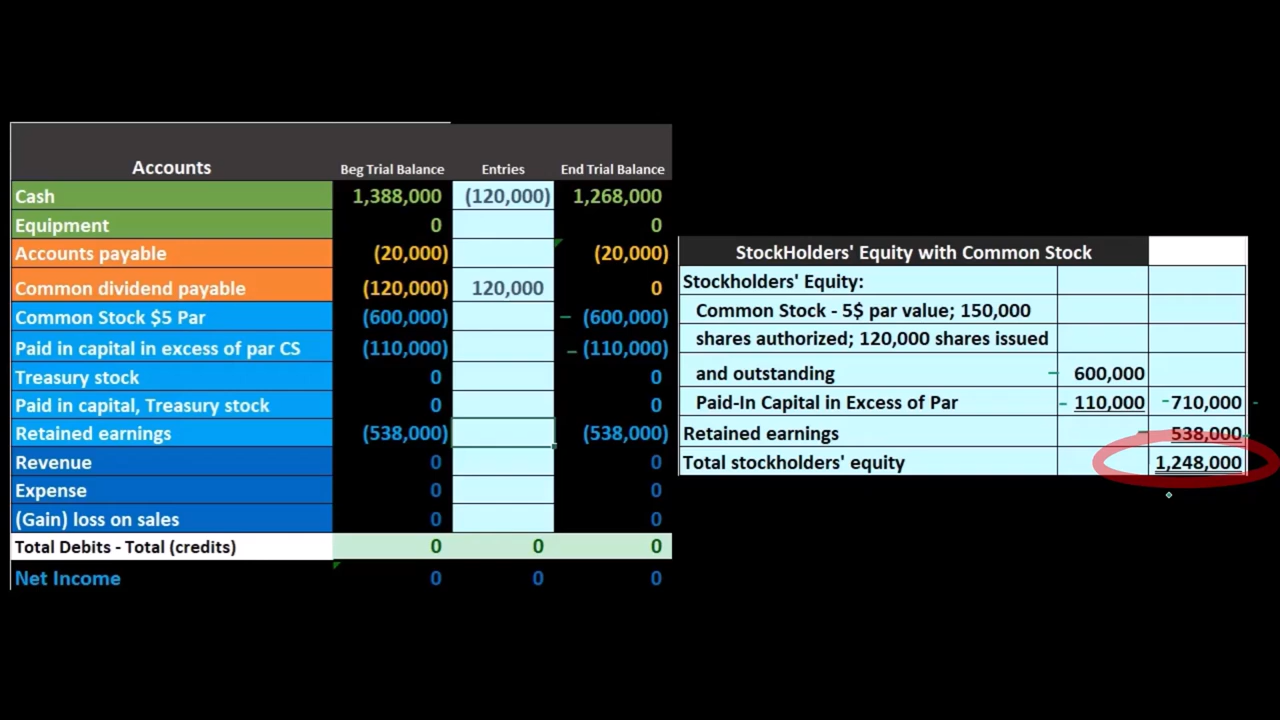 Accounts Beg Trial Balance Entries End Trial Balance
Cash 1,388,000 (120,000) 1,268,000
Equipment 0 0
Accounts payable (20,000) (20,000)
Common dividend payable (120,000) 120,000 0
Common Stock $5 Par (600,000) (600,000)
Paid in capital in excess of par CS (110,000) (110,000)
Treasury stock 0 0
Paid in capital, Treasury stock 0 0
Retained earnings (538,000) (538,000)
Revenue 0 0
Expense 0 0
(Gain) loss on sales 0 0
Total Debits - Total (credits) 0 0 0
Net Income 0 0 0
StockHolders' Equity with Common Stock
Stockholders' Equity:
Common Stock - 5$ par value; 150,000
shares authorized; 120,000 shares issued
and outstanding 600,000
Paid-In Capital in Excess of Par 110,000 710,000
Retained earnings 538,000
Total stockholders' equity 1,248,000